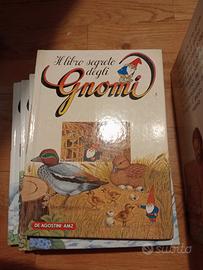 Il libro segreto
degli
Gnomi
DE AGOSTINI-AMZ
subito